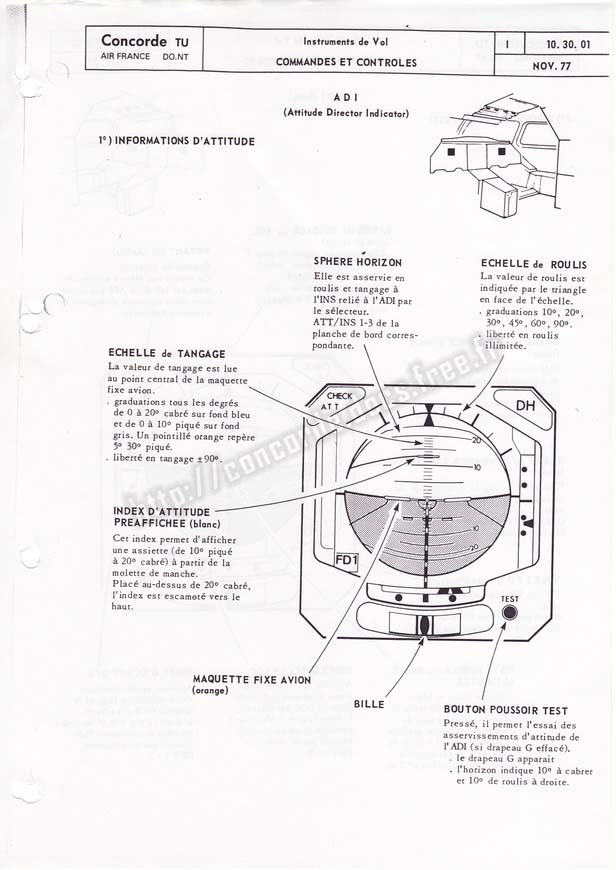 Concorde TU
AIR FRANCE DO.NT
Instruments de Vol
COMMANDES ET CONTROLES
I
10. 30. 01
NOV. 77
A D I
(Attitude Director Indicator)
1°) INFORMATIONS D'ATTITUDE
SPHERE HORIZON
Elle est asservie en
roulis et tangage à
l'INS relié à l'ADI par
le sélecteur.
ATT/INS 1-3 de la
planche de bord corres-
pondante.
ECHELLE de ROULIS
La valeur de roulis est
indiquée par le triangle
en face de l'échelle.
. graduations 10°, 20°,
30°, 45°, 60°, 90°.
. liberté en roulis
illimitée.
ECHELLE de TANGAGE
La valeur de tangage est lue
au point central de la maquette
fixe avion.
. graduations tous les degrés
de 0 à 20° cabré sur fond bleu
et de 0 à 10° piqué sur fond
gris. Un pointillé orange repère
5° 30° piqué.
. liberté en tangage ± 90°.
INDEX D'ATTITUDE
PREAFFICHEE (blanc)
Cet index permet d'afficher
une assiette (de 10° piqué
à 20° cabré) à partir de la
molette de manche.
Placé au-dessus de 20° cabré,
l'index est escamoté vers le
haut.
CHECK
ATT
DH
20
10
10
20
FD1
TEST
MAQUETTE FIXE AVION
(orange)
BILLE
BOUTON POUSSOIR TEST
Pressé, il permet l'essai des
asservissements d'attitude de
l'ADI (si drapeau G effacé).
. le drapeau G apparait
. l'horizon indique 10° à cabrer
et 10° de roulis à droite.